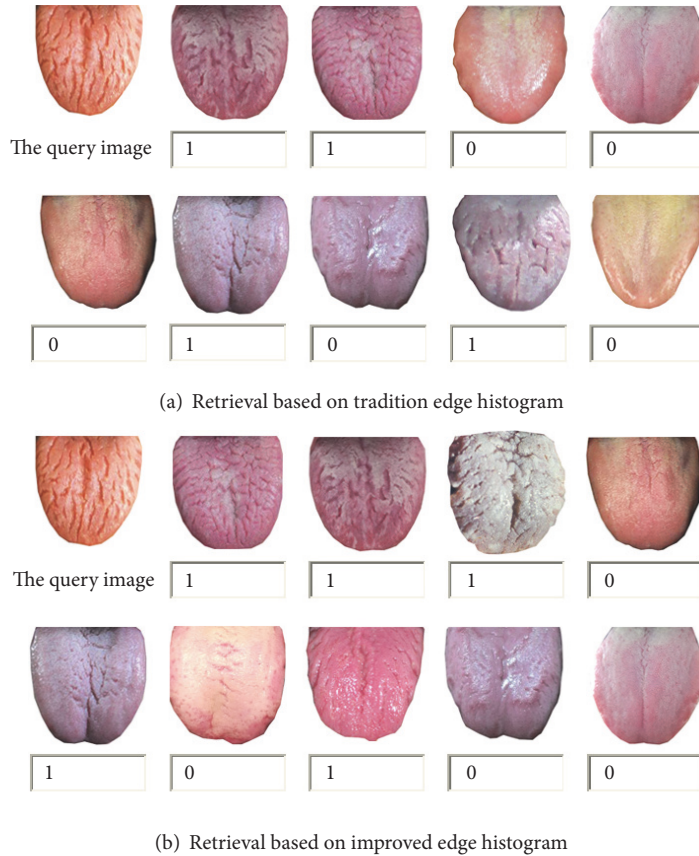 The query image 1 1 0 0
0 1 0 1 0
(a) Retrieval based on tradition edge histogram
The query image 1 1 1 0
1 0 1 0 0
(b) Retrieval based on improved edge histogram